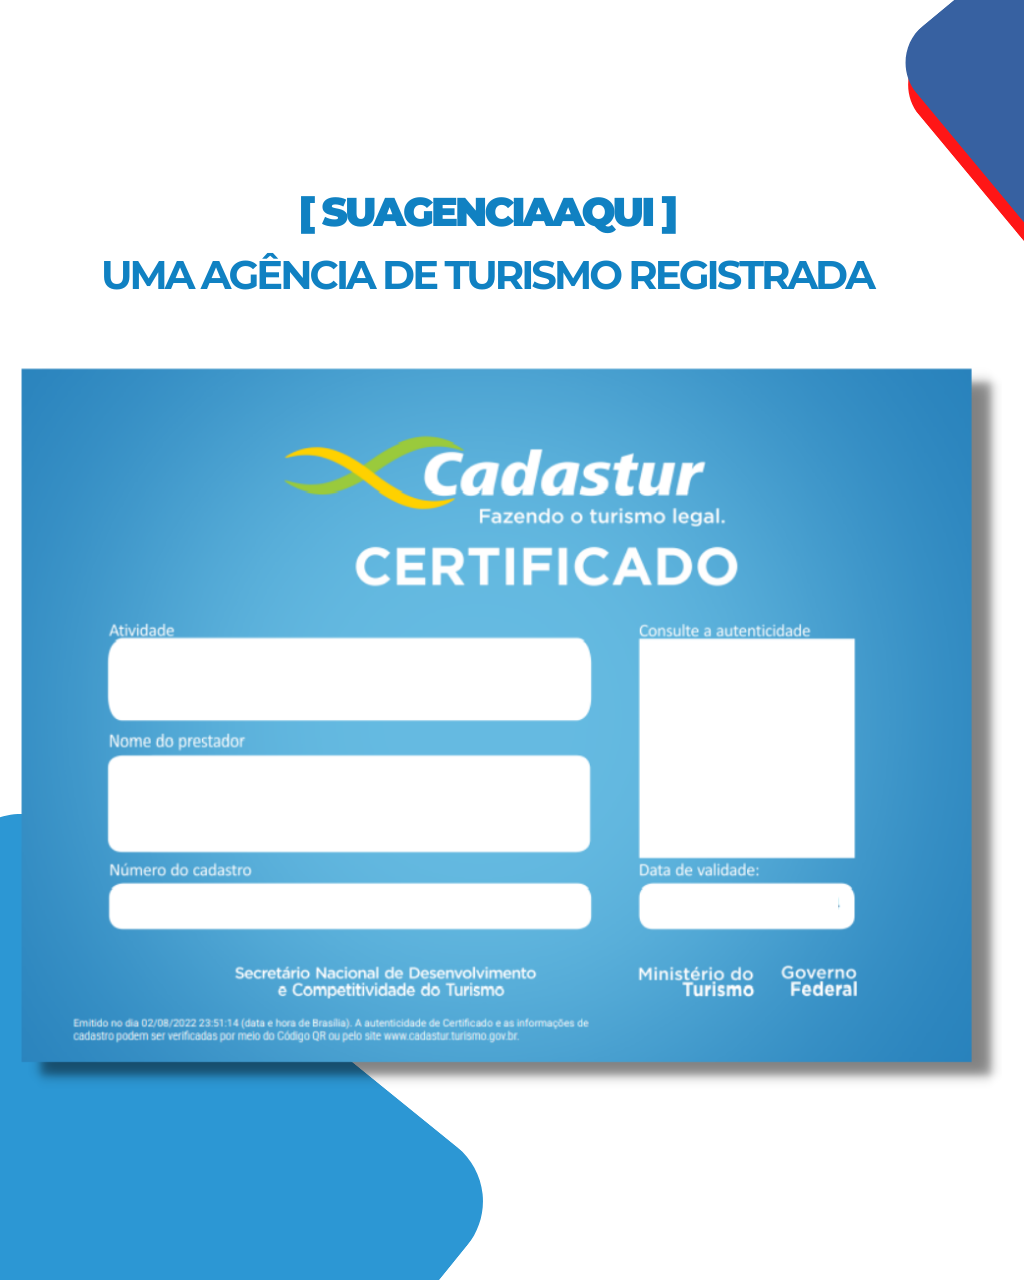 [ SUAGENCIAAQUI ]
UMA AGÊNCIA DE TURISMO REGISTRADA
Cadastur
Fazendo o turismo legal.
CERTIFICADO
Atividade
Consulte a autenticidade
Nome do prestador
Número do cadastro
Data de validade:
Secretário Nacional de Desenvolvimento
e Competitividade do Turismo
Ministério do
Turismo
Governo
Federal
Emitido no dia 02/08/2022 23:51:14 (data e hora de Brasília). A autenticidade de Certificado e as informações de
cadastro podem ser verificadas por meio do Código QR ou pelo site www.cadastur.turismo.gov.br.